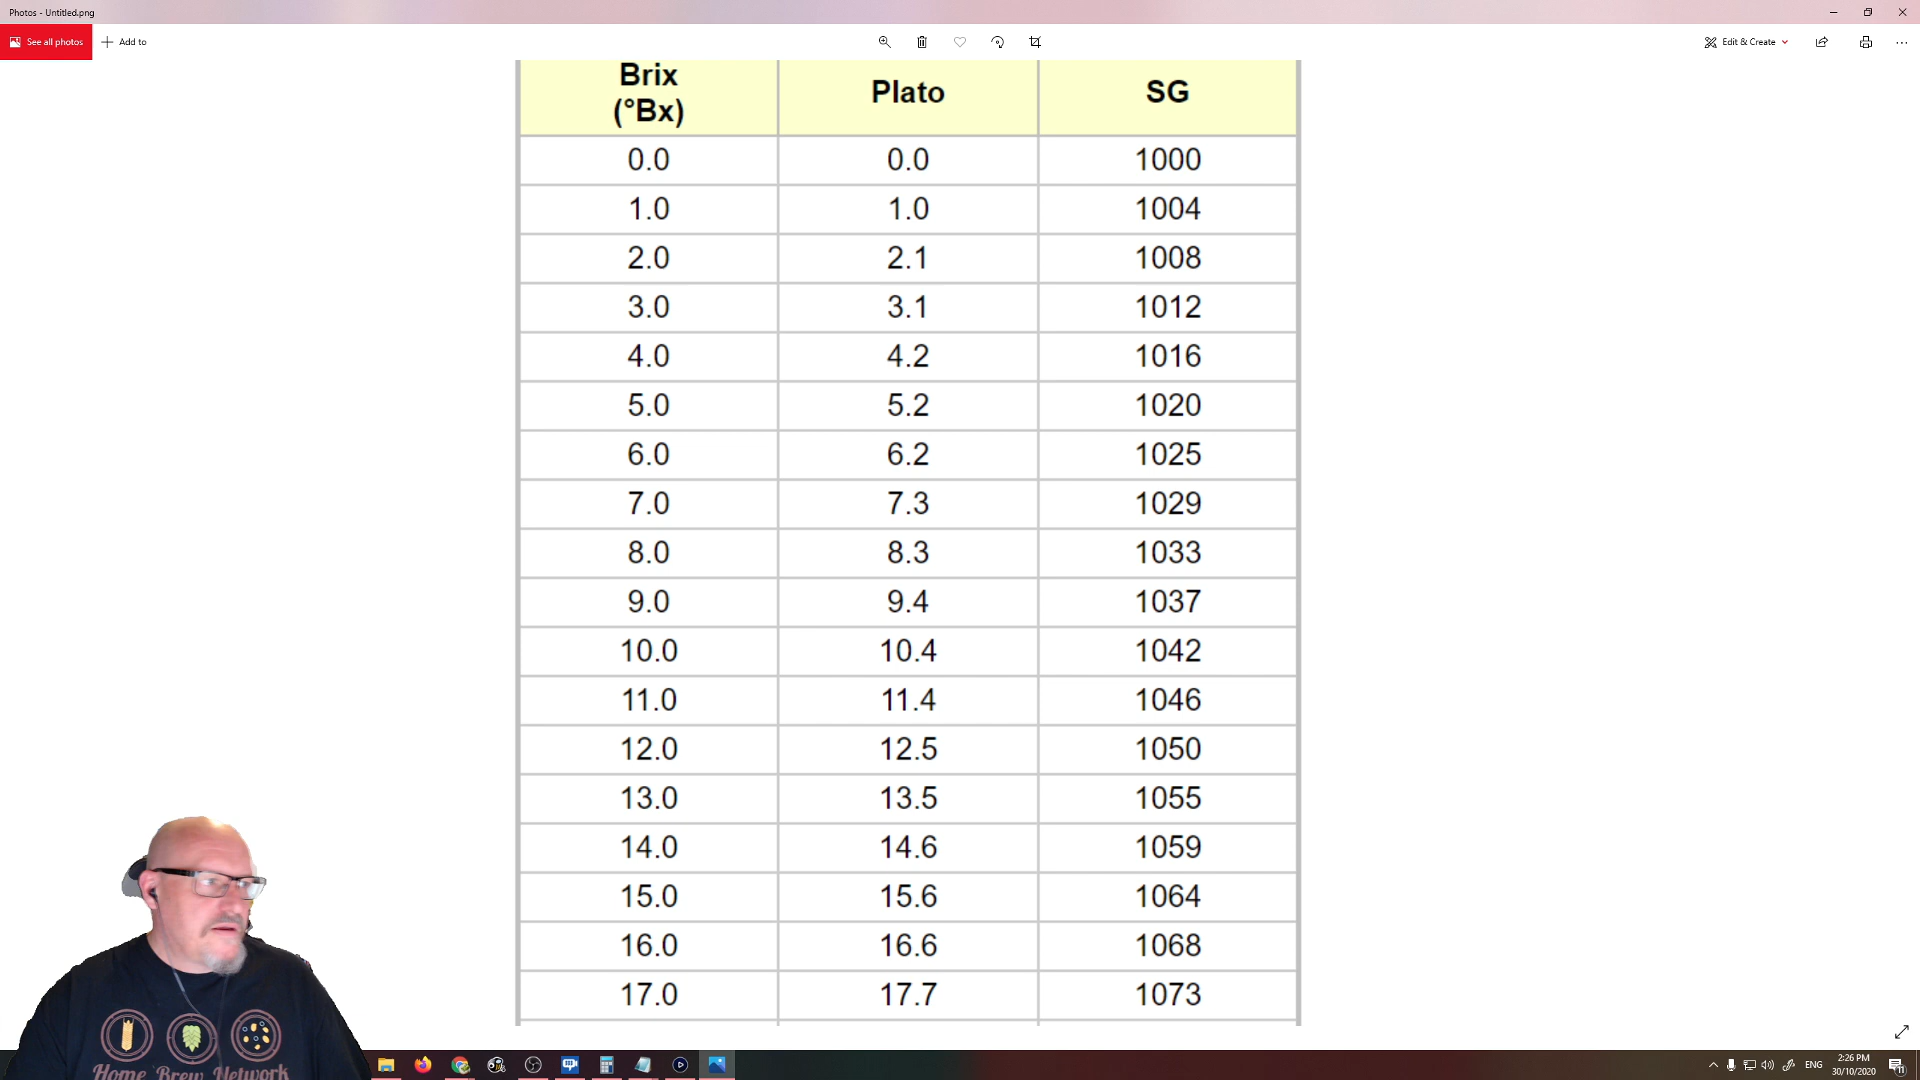 Photos - Untitled.png
See all photos
Add to
Edit & Create
Brix (°Bx) Plato SG
0.0 0.0 1000
1.0 1.0 1004
2.0 2.1 1008
3.0 3.1 1012
4.0 4.2 1016
5.0 5.2 1020
6.0 6.2 1025
7.0 7.3 1029
8.0 8.3 1033
9.0 9.4 1037
10.0 10.4 1042
11.0 11.4 1046
12.0 12.5 1050
13.0 13.5 1055
14.0 14.6 1059
15.0 15.6 1064
16.0 16.6 1068
17.0 17.7 1073
Home Brew Network
ENG
2:26 PM
30/10/2020